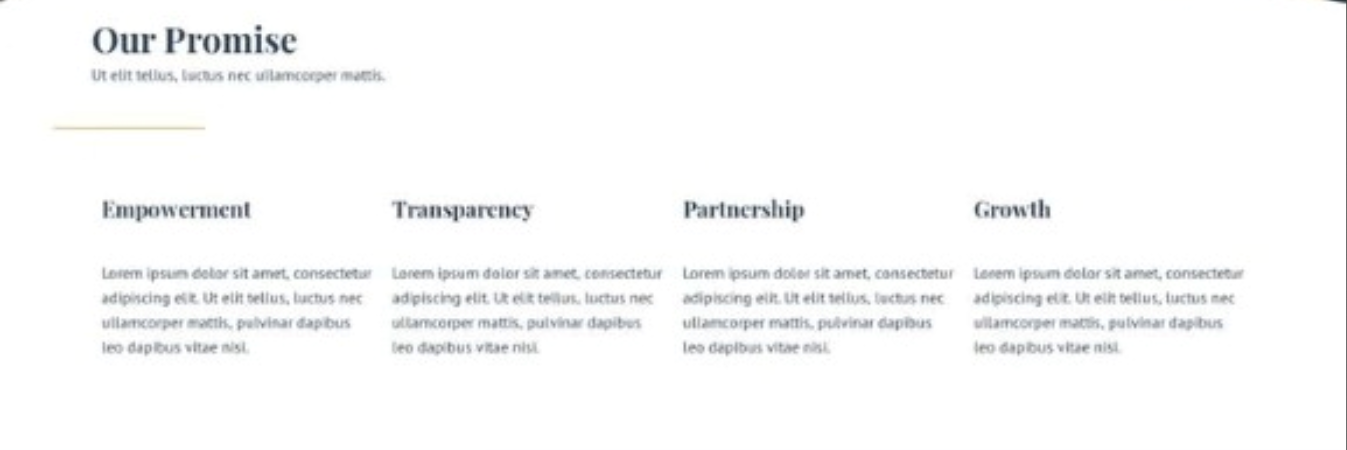 Our Promise
Ut elit tellus, luctus nec ullamcorper mattis.
Empowerment
Lorem ipsum dolor sit amet, consectetur
adipiscing elit. Ut elit tellus, luctus nec
ullamcorper mattis, pulvinar dapibus
leo dapibus vitae nisl.
Transparency
Lorem ipsum dolor sit amet, consectetur
adipiscing elit. Ut elit tellus, luctus nec
ullamcorper mattis, pulvinar dapibus
leo dapibus vitae nisl.
Partnership
Lorem ipsum dolor sit amet, consectetur
adipiscing elit. Ut elit tellus, luctus nec
ullamcorper mattis, pulvinar dapibus
leo dapibus vitae nisl.
Growth
Lorem ipsum dolor sit amet, consectetur
adipiscing elit. Ut elit tellus, luctus nec
ullamcorper mattis, pulvinar dapibus
leo dapibus vitae nisl.